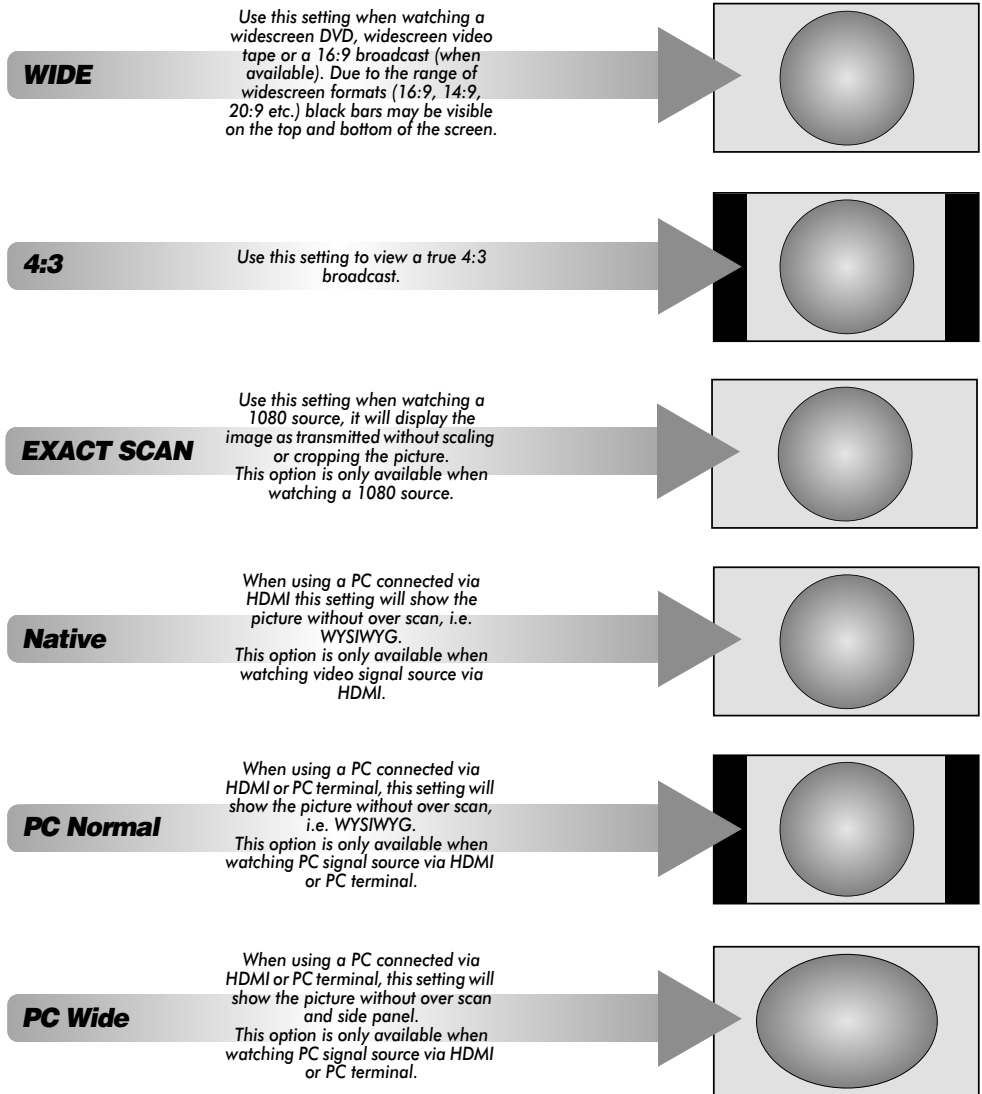 WIDE
Use this setting when watching a
widescreen DVD, widescreen video
tape or a 16:9 broadcast (when
available). Due to the range of
widescreen formats (16:9, 14:9,
20:9 etc.) black bars may be visible
on the top and bottom of the screen.
4:3
Use this setting to view a true 4:3
broadcast.
EXACT SCAN
Use this setting when watching a
1080 source, it will display the
image as transmitted without scaling
or cropping the picture.
This option is only available when
watching a 1080 source.
Native
When using a PC connected via
HDMI this setting will show the
picture without over scan, i.e.
WYSIWYG.
This option is only available when
watching video signal source via
HDMI.
PC Normal
When using a PC connected via
HDMI or PC terminal, this setting will
show the picture without over scan,
i.e. WYSIWYG.
This option is only available when
watching PC signal source via HDMI
or PC terminal.
PC Wide
When using a PC connected via
HDMI or PC terminal, this setting will
show the picture without over scan
and side panel.
This option is only available when
watching PC signal source via HDMI
or PC terminal.